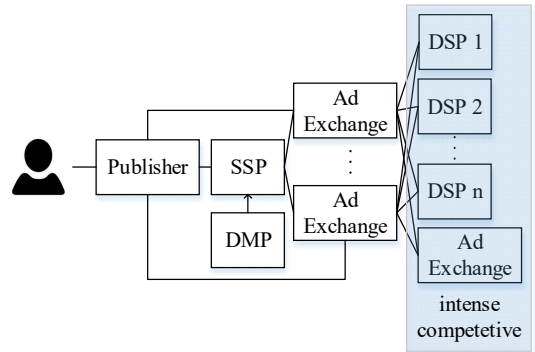 Publisher
SSP
DMP
Ad
Exchange
Ad
Exchange
DSP 1
DSP 2
DSP n
Ad
Exchange
intense
competetive